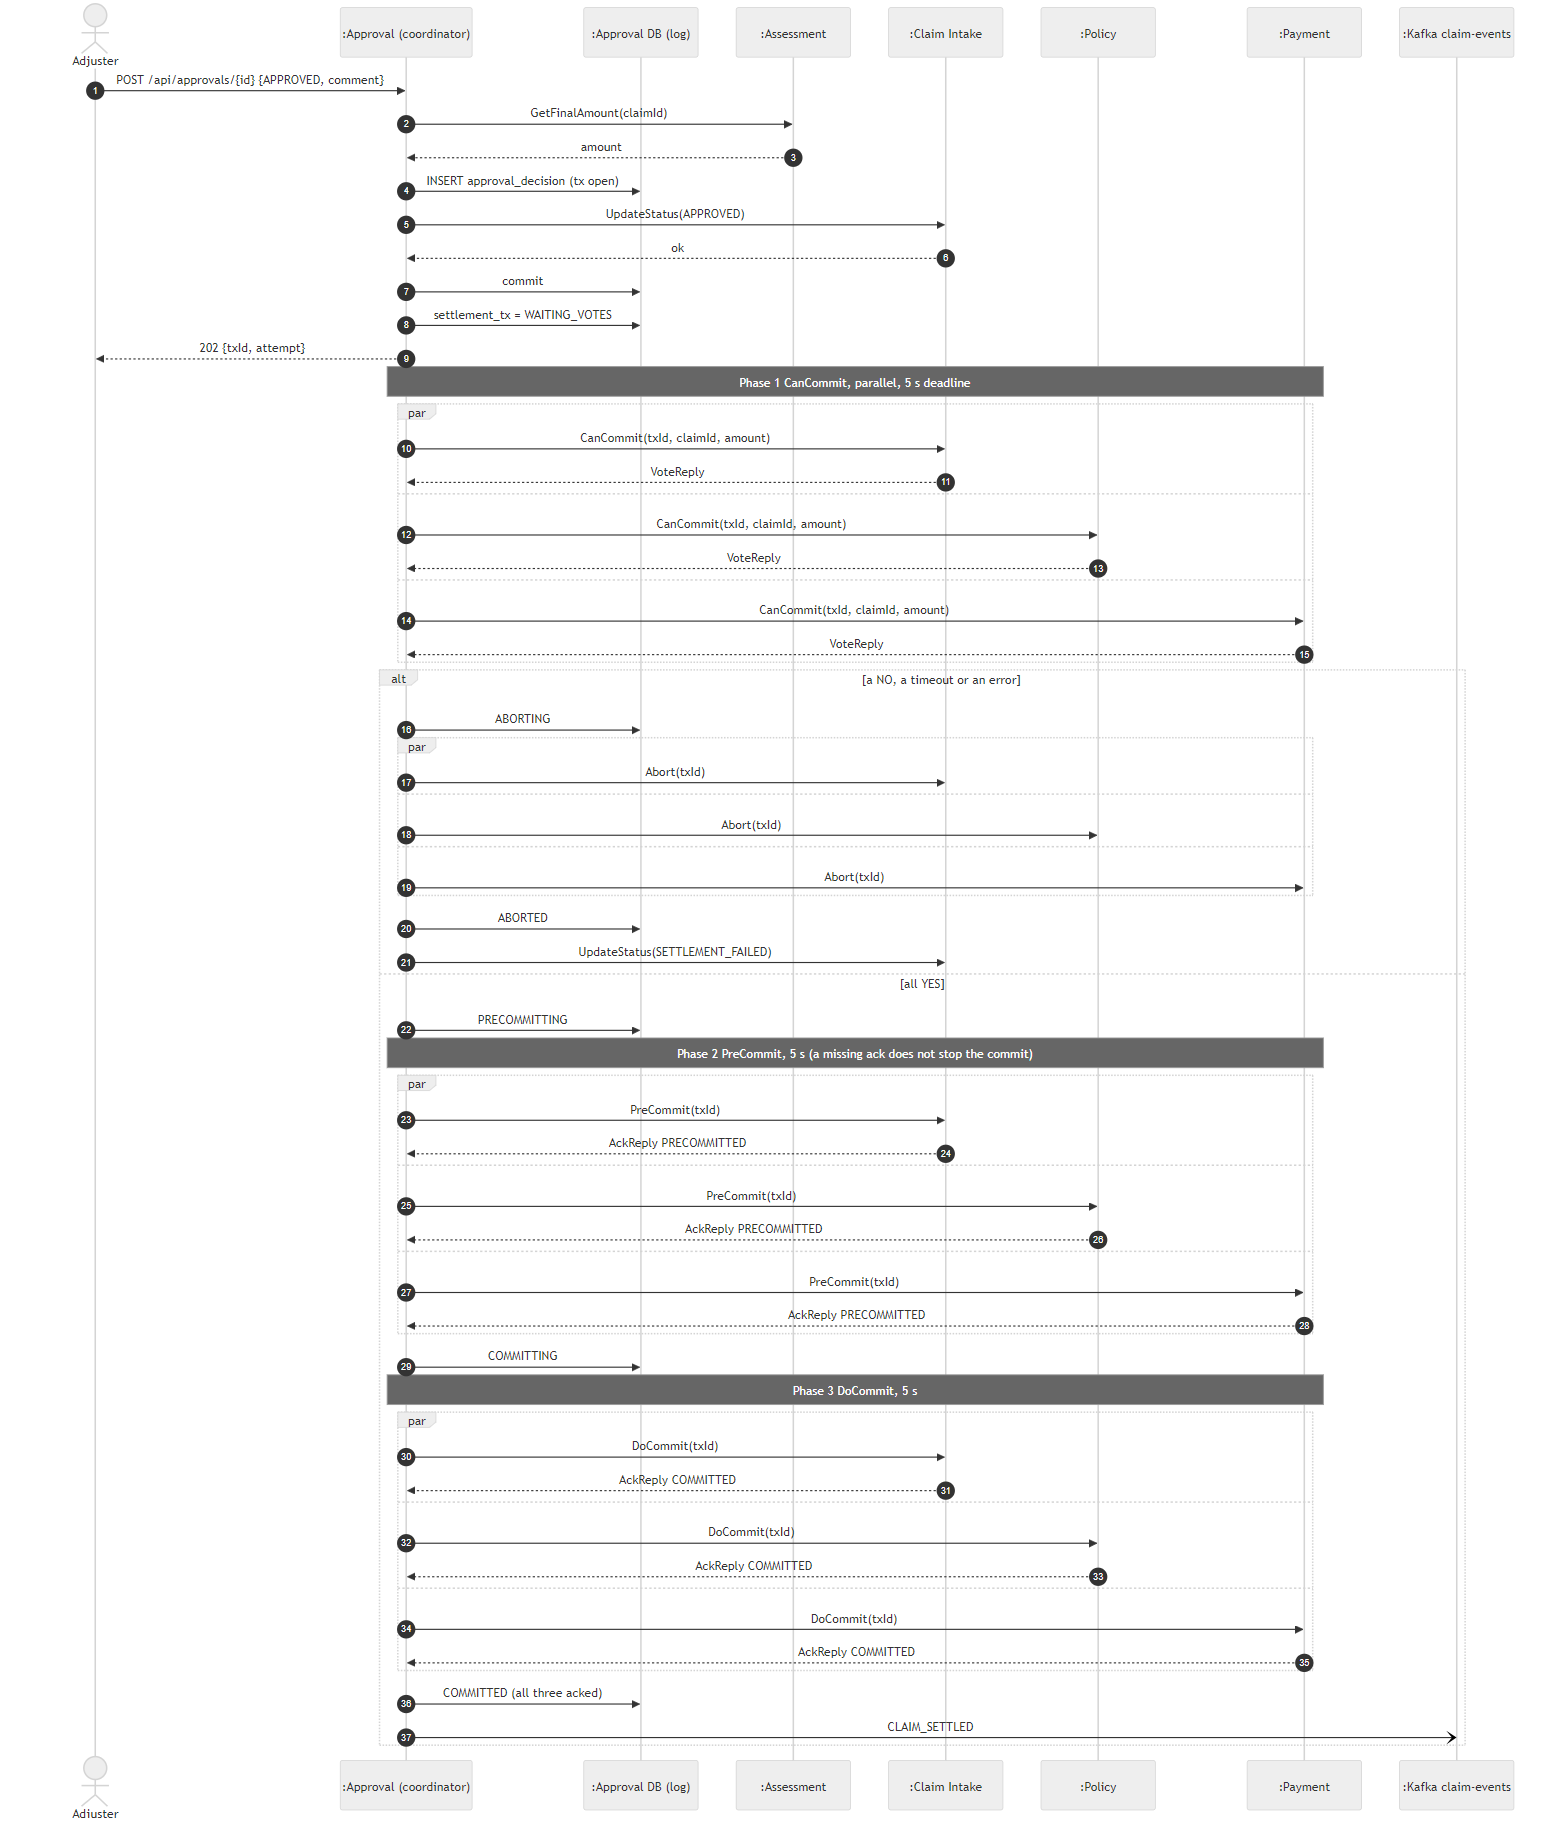 :Approval (coordinator)
:Approval DB (log)
:Assessment
:Claim Intake
:Policy
:Payment
:Kafka claim-events
Adjuster
POST /api/approvals/{id} {APPROVED, comment}
1
GetFinalAmount(claimId)
2
amount
3
INSERT approval_decision (tx open)
4
UpdateStatus(APPROVED)
5
ok
6
commit
7
settlement_tx = WAITING_VOTES
8
202 {txId, attempt}
9
Phase 1 CanCommit, parallel, 5 s deadline
par
CanCommit(txId, claimId, amount)
10
VoteReply
11
CanCommit(txId, claimId, amount)
12
VoteReply
13
CanCommit(txId, claimId, amount)
14
VoteReply
15
alt
[a NO, a timeout or an error]
ABORTING
16
par
Abort(txId)
17
Abort(txId)
18
Abort(txId)
19
ABORTED
20
UpdateStatus(SETTLEMENT_FAILED)
21
[all YES]
PRECOMMITTING
22
Phase 2 PreCommit, 5 s (a missing ack does not stop the commit)
par
PreCommit(txId)
23
AckReply PRECOMMITTED
24
PreCommit(txId)
25
AckReply PRECOMMITTED
26
PreCommit(txId)
27
AckReply PRECOMMITTED
28
COMMITTING
29
Phase 3 DoCommit, 5 s
par
DoCommit(txId)
30
AckReply COMMITTED
31
DoCommit(txId)
32
AckReply COMMITTED
33
DoCommit(txId)
34
AckReply COMMITTED
35
COMMITTED (all three acked)
36
CLAIM_SETTLED
37
:Approval (coordinator)
:Approval DB (log)
:Assessment
:Claim Intake
:Policy
:Payment
:Kafka claim-events
Adjuster